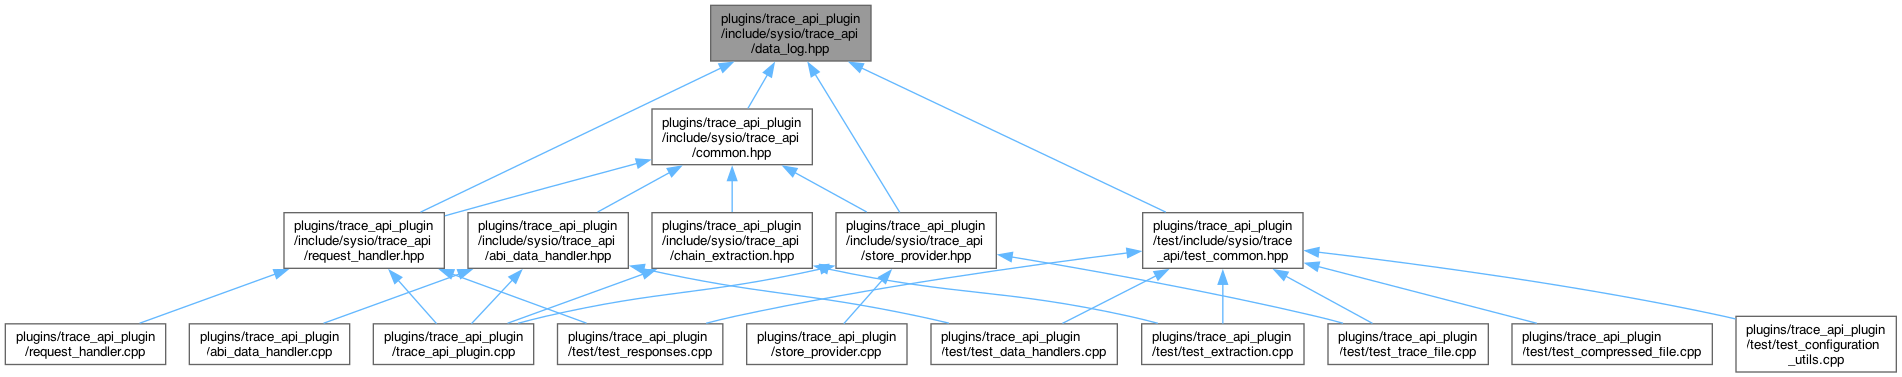 plugins/trace_api_plugin
/include/sysio/trace_api
/data_log.hpp
plugins/trace_api_plugin
/include/sysio/trace_api
/common.hpp
plugins/trace_api_plugin
/include/sysio/trace_api
/request_handler.hpp
plugins/trace_api_plugin
/include/sysio/trace_api
/abi_data_handler.hpp
plugins/trace_api_plugin
/include/sysio/trace_api
/chain_extraction.hpp
plugins/trace_api_plugin
/include/sysio/trace_api
/store_provider.hpp
plugins/trace_api_plugin
/test/include/sysio/trace
_api/test_common.hpp
plugins/trace_api_plugin
/request_handler.cpp
plugins/trace_api_plugin
/abi_data_handler.cpp
plugins/trace_api_plugin
/trace_api_plugin.cpp
plugins/trace_api_plugin
/test/test_responses.cpp
plugins/trace_api_plugin
/store_provider.cpp
plugins/trace_api_plugin
/test/test_data_handlers.cpp
plugins/trace_api_plugin
/test/test_extraction.cpp
plugins/trace_api_plugin
/test/test_trace_file.cpp
plugins/trace_api_plugin
/test/test_compressed_file.cpp
plugins/trace_api_plugin
/test/test_configuration
_utils.cpp